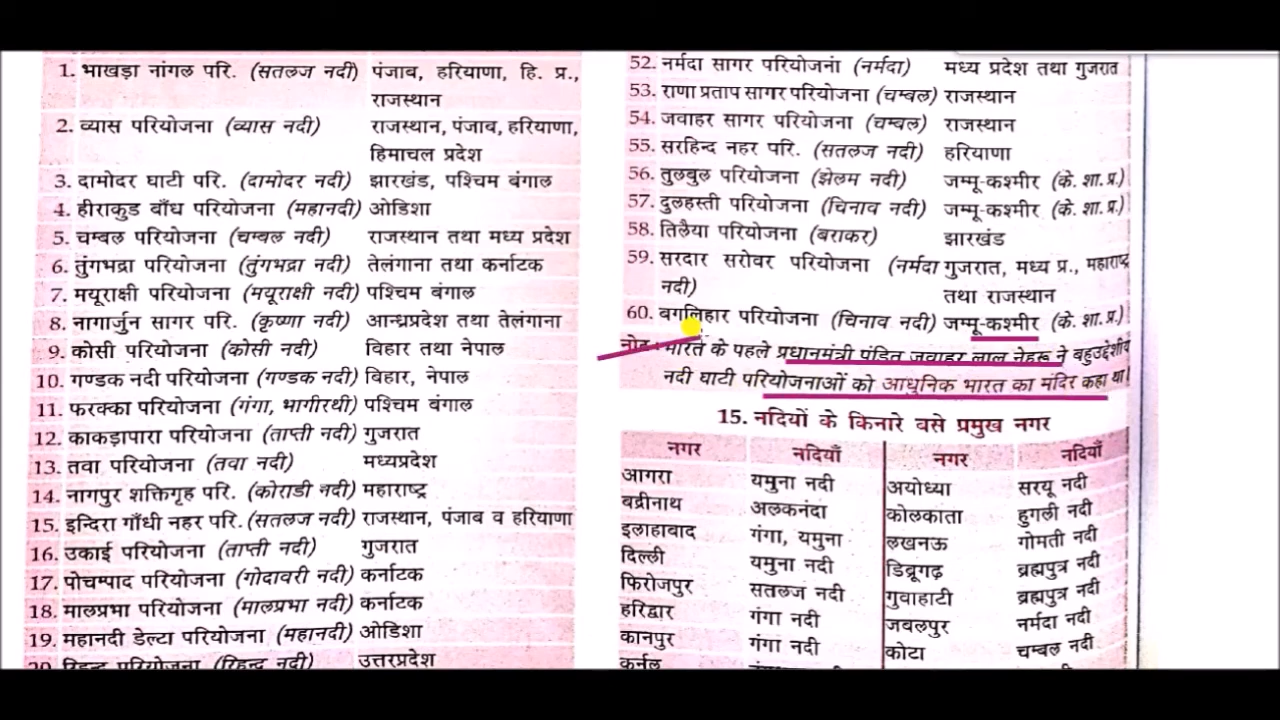 1. भाखड़ा नांगल परि. (सतलज नदी) पंजाब, हरियाणा, हि. प्र.,
राजस्थान
2. व्यास परियोजना (व्यास नदी) राजस्थान, पंजाब, हरियाणा,
हिमाचल प्रदेश
3. दामोदर घाटी परि. (दामोदर नदी) झारखंड, पश्चिम बंगाल
4. हीराकुड बाँध परियोजना (महानदी) ओडिशा
5. चम्बल परियोजना (चम्बल नदी) राजस्थान तथा मध्य प्रदेश
6. तुंगभद्रा परियोजना (तुंगभद्रा नदी) तेलंगाना तथा कर्नाटक
7. मयूराक्षी परियोजना (मयूराक्षी नदी) पश्चिम बंगाल
8. नागार्जुन सागर परि. (कृष्णा नदी) आन्ध्रप्रदेश तथा तेलंगाना
9. कोसी परियोजना (कोसी नदी) बिहार तथा नेपाल
10. गण्डक नदी परियोजना (गण्डक नदी) बिहार, नेपाल
11. फरक्का परियोजना (गंगा, भागीरथी) पश्चिम बंगाल
12. काकड़ापारा परियोजना (ताप्ती नदी) गुजरात
13. तवा परियोजना (तवा नदी) मध्यप्रदेश
14. नागपुर शक्तिगृह परि. (कोराडी नदी) महाराष्ट्र
15. इन्दिरा गाँधी नहर परि. (सतलज नदी) राजस्थान, पंजाब व हरियाणा
16. उकाई परियोजना (ताप्ती नदी) गुजरात
17. पोचम्पाद परियोजना (गोदावरी नदी) कर्नाटक
18. मालप्रभा परियोजना (मालप्रभा नदी) कर्नाटक
19. महानदी डेल्टा परियोजना (महानदी) ओडिशा
20. रिहन्द परियोजना (रिहन्द नदी) उत्तरप्रदेश
52. नर्मदा सागर परियोजना (नर्मदा) मध्य प्रदेश तथा गुजरात
53. राणा प्रताप सागर परियोजना (चम्बल) राजस्थान
54. जवाहर सागर परियोजना (चम्बल) राजस्थान
55. सरहिन्द नहर परि. (सतलज नदी) हरियाणा
56. तुलबुल परियोजना (झेलम नदी) जम्मू-कश्मीर (के. शा. प्र.)
57. दुलहस्ती परियोजना (चिनाव नदी) जम्मू-कश्मीर (के. शा. प्र.)
58. तिलैया परियोजना (बराकर) झारखंड
59. सरदार सरोवर परियोजना (नर्मदा गुजरात, मध्य प्र., महाराष्ट्र
नदी) तथा राजस्थान
60. बगलिहार परियोजना (चिनाव नदी) जम्मू-कश्मीर (के. शा. प्र.)
नोट : भारत के पहले प्रधानमंत्री पंडित जवाहर लाल नेहरू ने बहुउद्देशीय
नदी घाटी परियोजनाओं को आधुनिक भारत का मंदिर कहा था।
15. नदियों के किनारे बसे प्रमुख नगर
नगर नदियाँ नगर नदियाँ
आगरा यमुना नदी अयोध्या सरयू नदी
बद्रीनाथ अलकनंदा कोलकांता हुगली नदी
इलाहाबाद गंगा, यमुना लखनऊ गोमती नदी
दिल्ली यमुना नदी डिब्रूगढ़ ब्रह्मपुत्र नदी
फिरोजपुर सतलज नदी गुवाहाटी ब्रह्मपुत्र नदी
हरिद्वार गंगा नदी जबलपुर नर्मदा नदी
कानपुर गंगा नदी कोटा चम्बल नदी
कुर्नूल